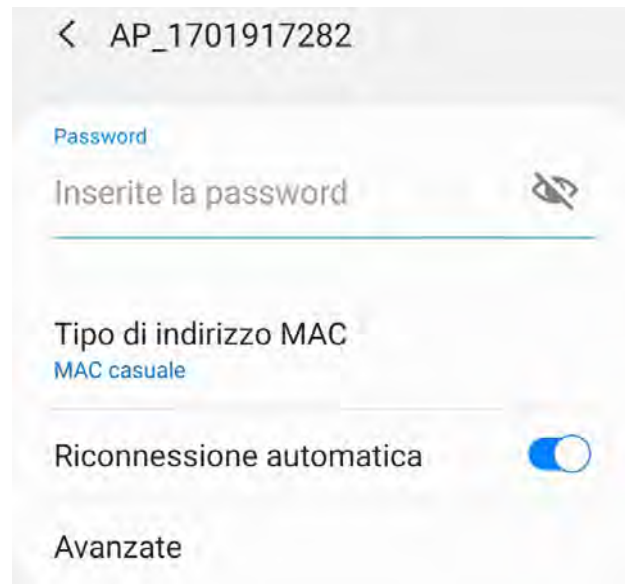 AP_1701917282
Password
Inserite la password
Tipo di indirizzo MAC
MAC casuale
Riconnessione automatica
Avanzate